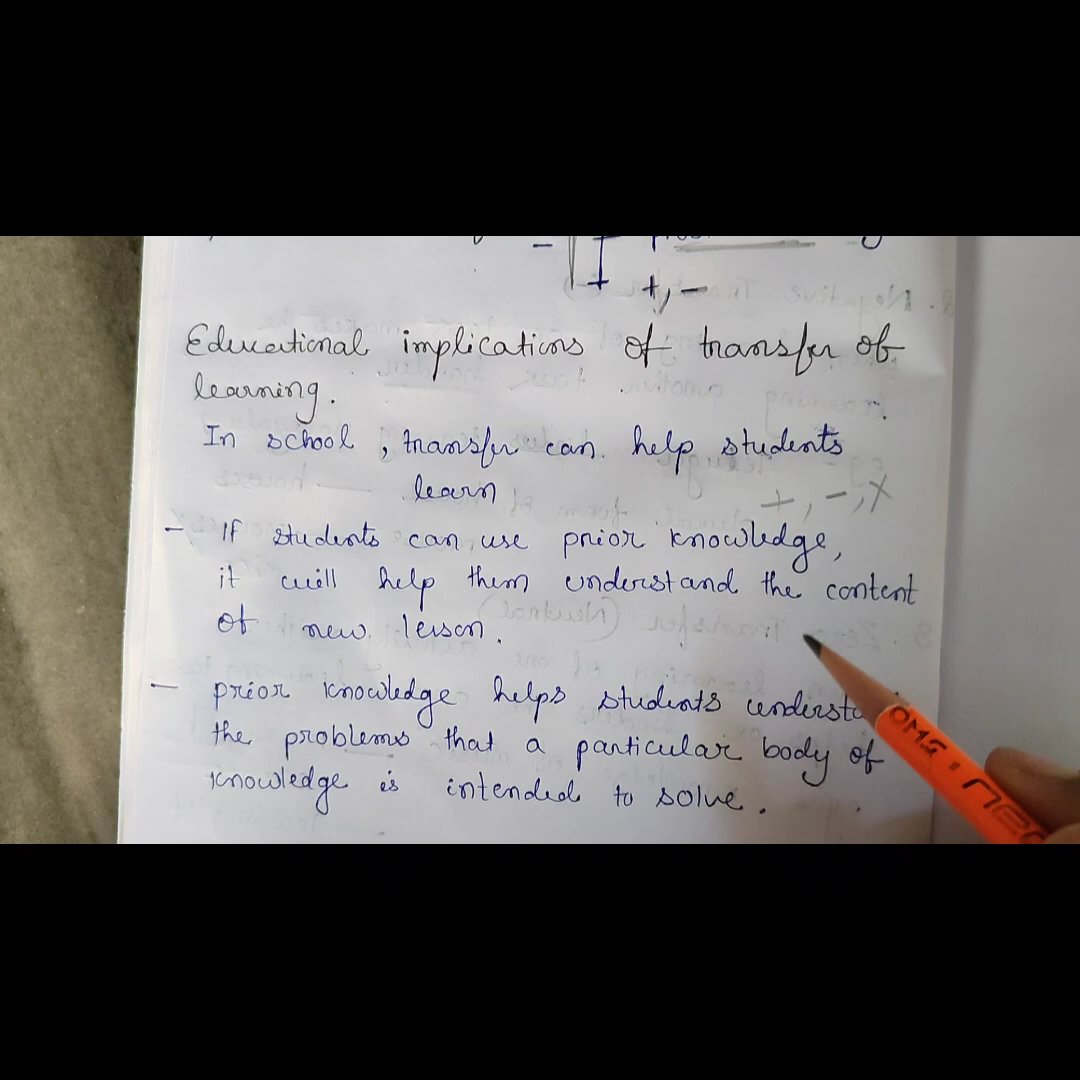 +, -
Educational implications of transfer of
learning.
In school, transfer can help students
learn
+, -, x
- If students can use prior knowledge,
it will help them understand the content
of new lesson.
- prior knowledge helps students
the problems that a particular body of
knowledge is intended to solve.
OMG